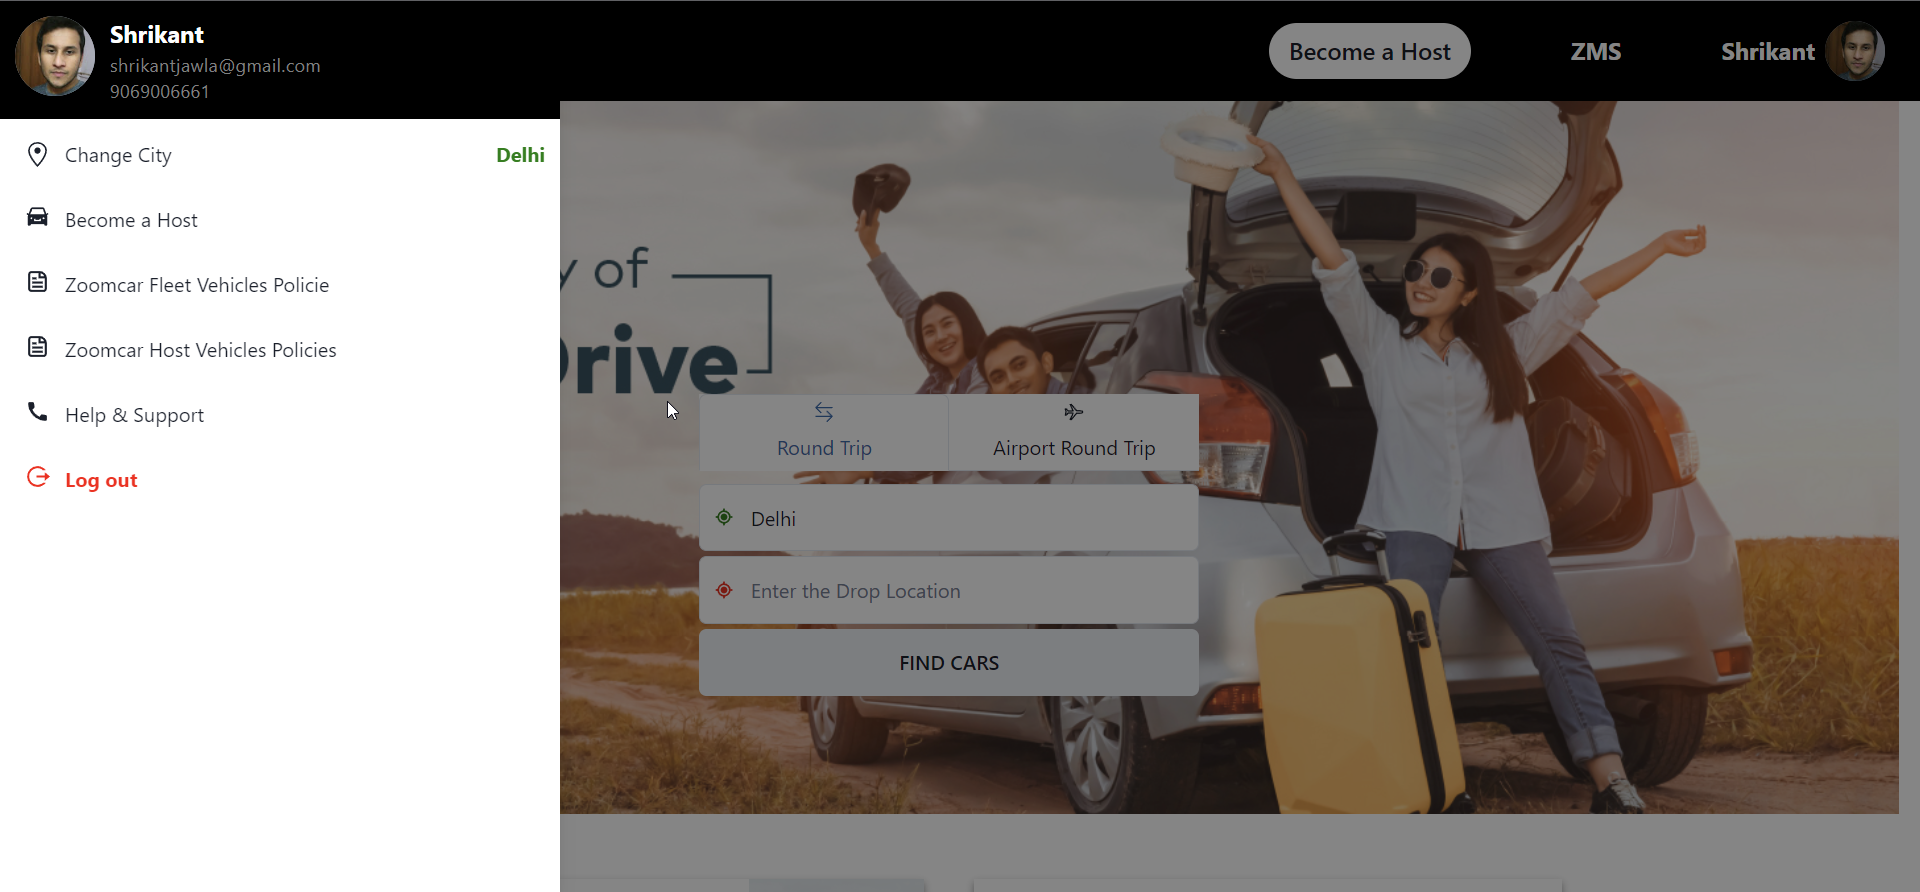 Shrikant
shrikantjawla@gmail.com
9069006661
Become a Host
ZMS
Shrikant
Change City
Delhi
Become a Host
Zoomcar Fleet Vehicles Policie
Zoomcar Host Vehicles Policies
Help & Support
Log out
y of
Drive
Round Trip
Airport Round Trip
Delhi
Enter the Drop Location
FIND CARS